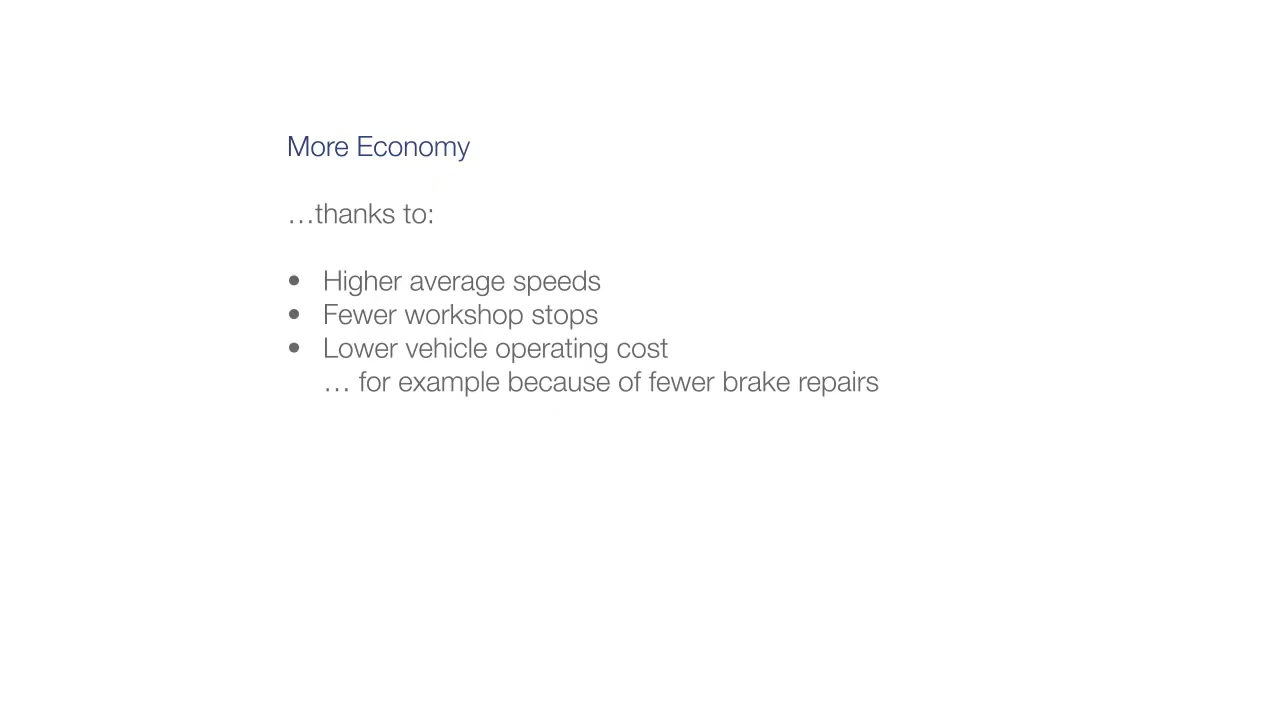 More Economy
…thanks to:
• Higher average speeds
• Fewer workshop stops
• Lower vehicle operating cost
… for example because of fewer brake repairs